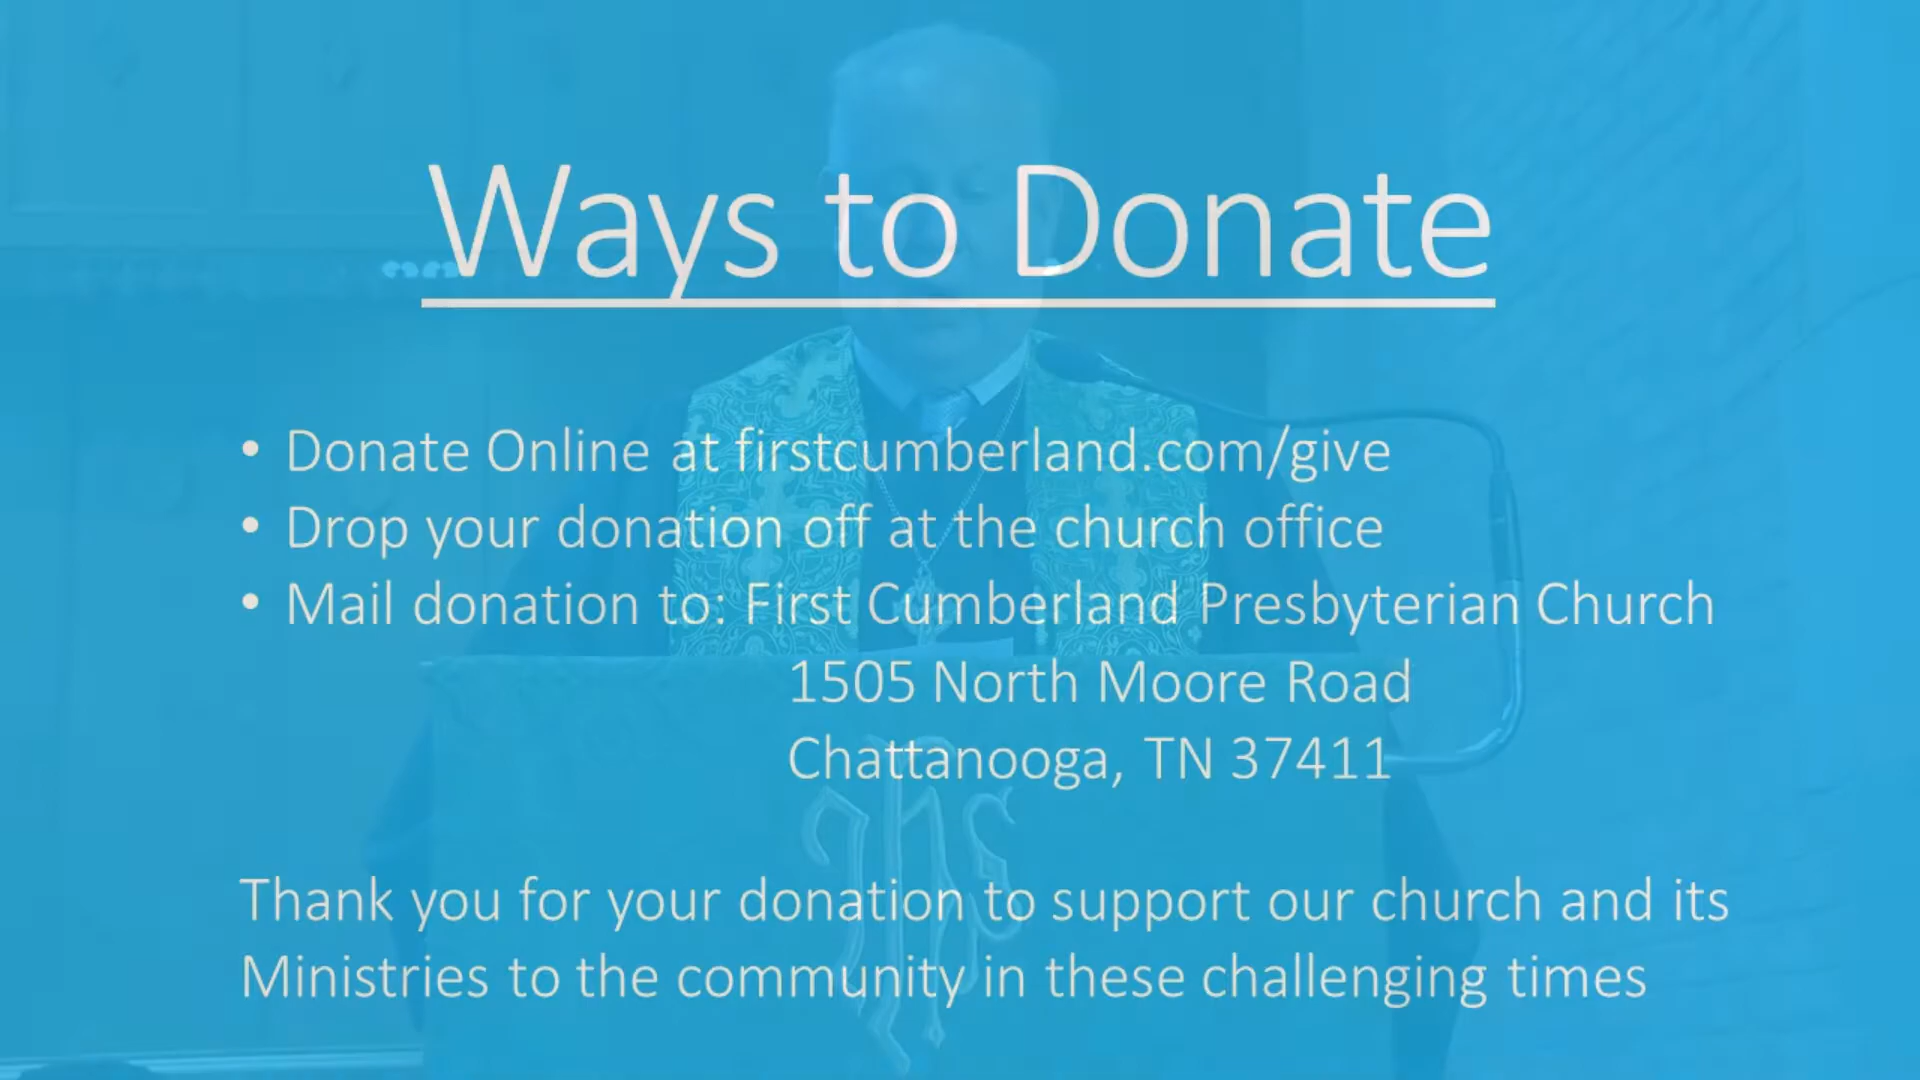 Ways to Donate
• Donate Online at firstcumberland.com/give
• Drop your donation off at the church office
• Mail donation to: First Cumberland Presbyterian Church
1505 North Moore Road
Chattanooga, TN 37411
Thank you for your donation to support our church and its
Ministries to the community in these challenging times
IHS